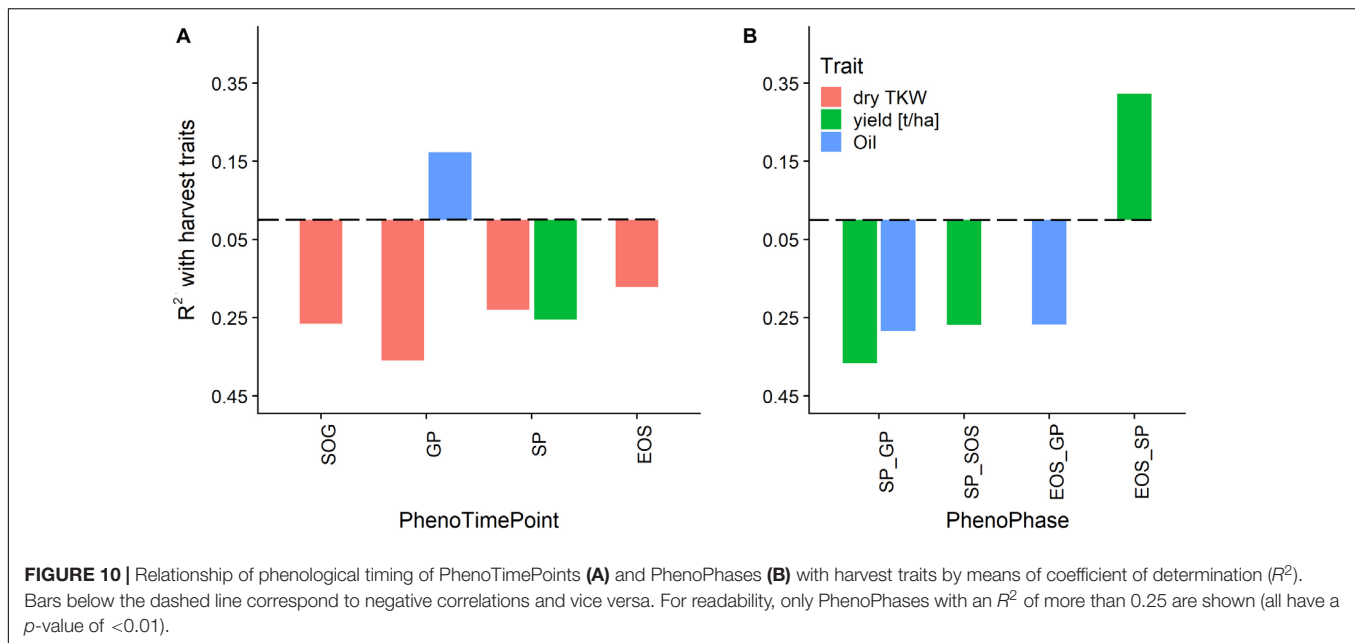 A
0.35
0.15
0.05
0.25
0.45
R² with harvest traits
SOG
GP
SP
EOS
PhenoTimePoint
B
Trait
dry TKW
yield [t/ha]
Oil
0.35
0.15
0.05
0.25
0.45
SP_GP
SP_SOS
EOS_GP
EOS_SP
PhenoPhase
FIGURE 10 | Relationship of phenological timing of PhenoTimePoints (A) and PhenoPhases (B) with harvest traits by means of coefficient of determination (R²).
Bars below the dashed line correspond to negative correlations and vice versa. For readability, only PhenoPhases with an R² of more than 0.25 are shown (all have a
p-value of <0.01).